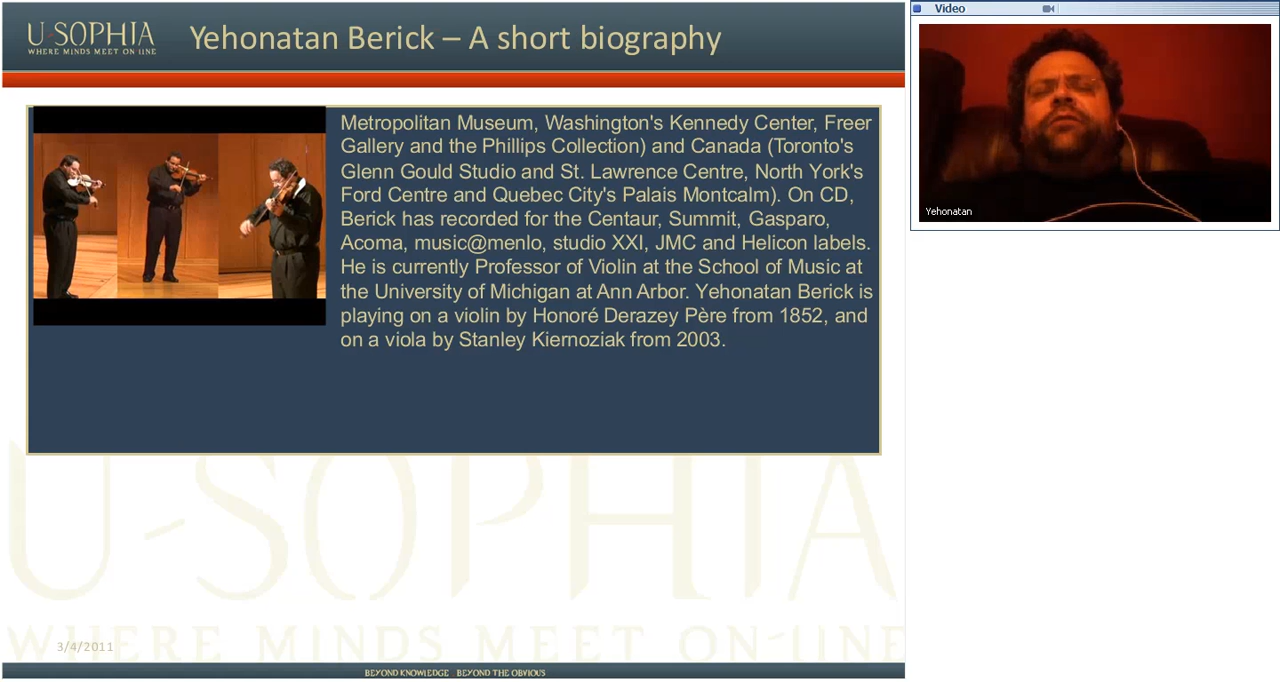 U-SOPHIA
WHERE MINDS MEET ON-LINE
Yehonatan Berick – A short biography
Metropolitan Museum, Washington's Kennedy Center, Freer
Gallery and the Phillips Collection) and Canada (Toronto's
Glenn Gould Studio and St. Lawrence Centre, North York's
Ford Centre and Quebec City's Palais Montcalm). On CD,
Berick has recorded for the Centaur, Summit, Gasparo,
Acoma, music@menlo, studio XXI, JMC and Helicon labels.
He is currently Professor of Violin at the School of Music at
the University of Michigan at Ann Arbor. Yehonatan Berick is
playing on a violin by Honoré Derazey Père from 1852, and
on a viola by Stanley Kiernoziak from 2003.
U-SOPHIA
WHERE MINDS MEET ON-LINE
3/4/2011
BEYOND KNOWLEDGE BEYOND THE OBVIOUS
Video
Yehonatan